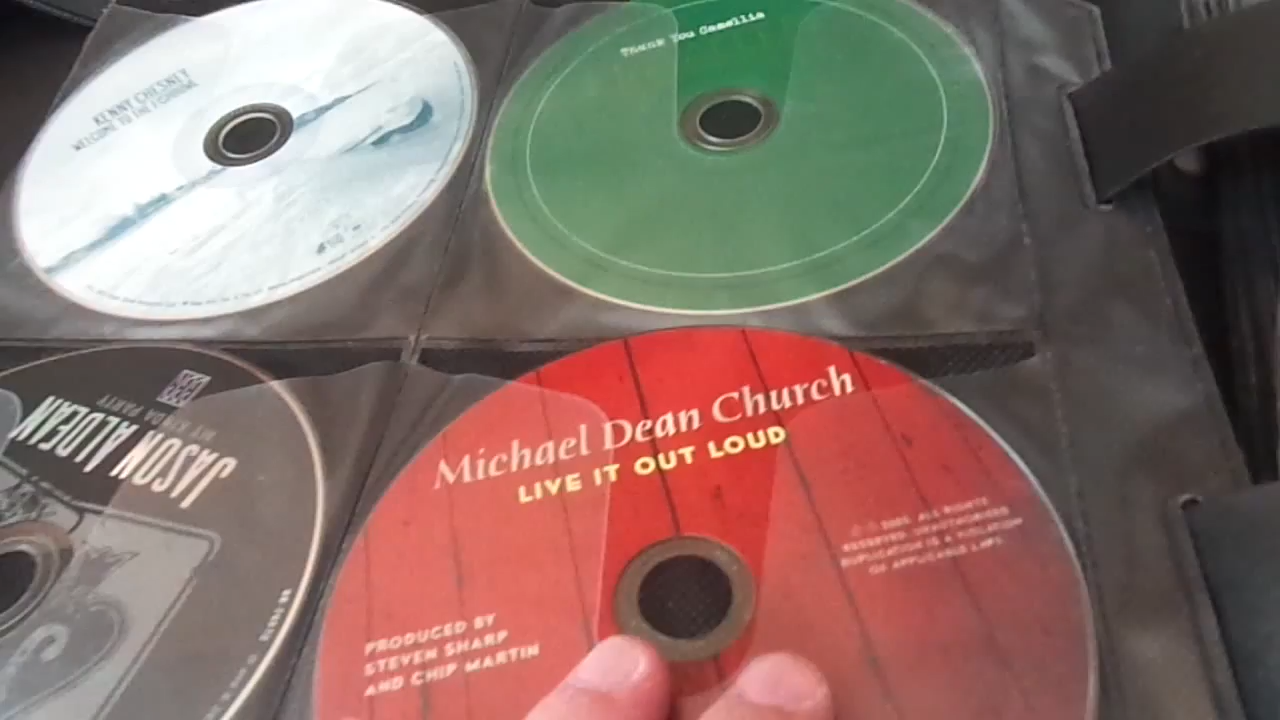 KENNY CHESNEY
WELCOME TO THE FISHBOWL
Thank You Camellia
JASON ALDEAN
MY KINDA PARTY
Michael Dean Church
LIVE IT OUT LOUD
2005. ALL RIGHTS
RESERVED. UNAUTHORIZED
DUPLICATION IS A VIOLATION
OF APPLICABLE LAWS.
PRODUCED BY
STEVEN SHARP
AND CHIP MARTIN